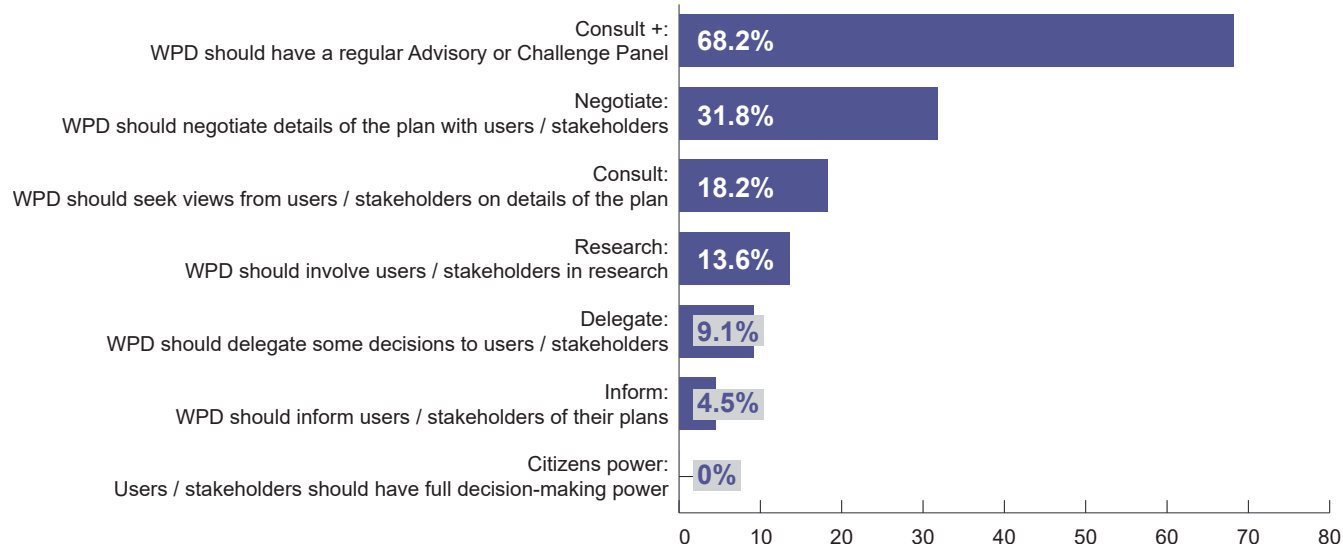 Consult +:
WPD should have a regular Advisory or Challenge Panel
68.2%
Negotiate:
WPD should negotiate details of the plan with users / stakeholders
31.8%
Consult:
WPD should seek views from users / stakeholders on details of the plan
18.2%
Research:
WPD should involve users / stakeholders in research
13.6%
Delegate:
WPD should delegate some decisions to users / stakeholders
9.1%
Inform:
WPD should inform users / stakeholders of their plans
4.5%
Citizens power:
Users / stakeholders should have full decision-making power
0%
0 10 20 30 40 50 60 70 80